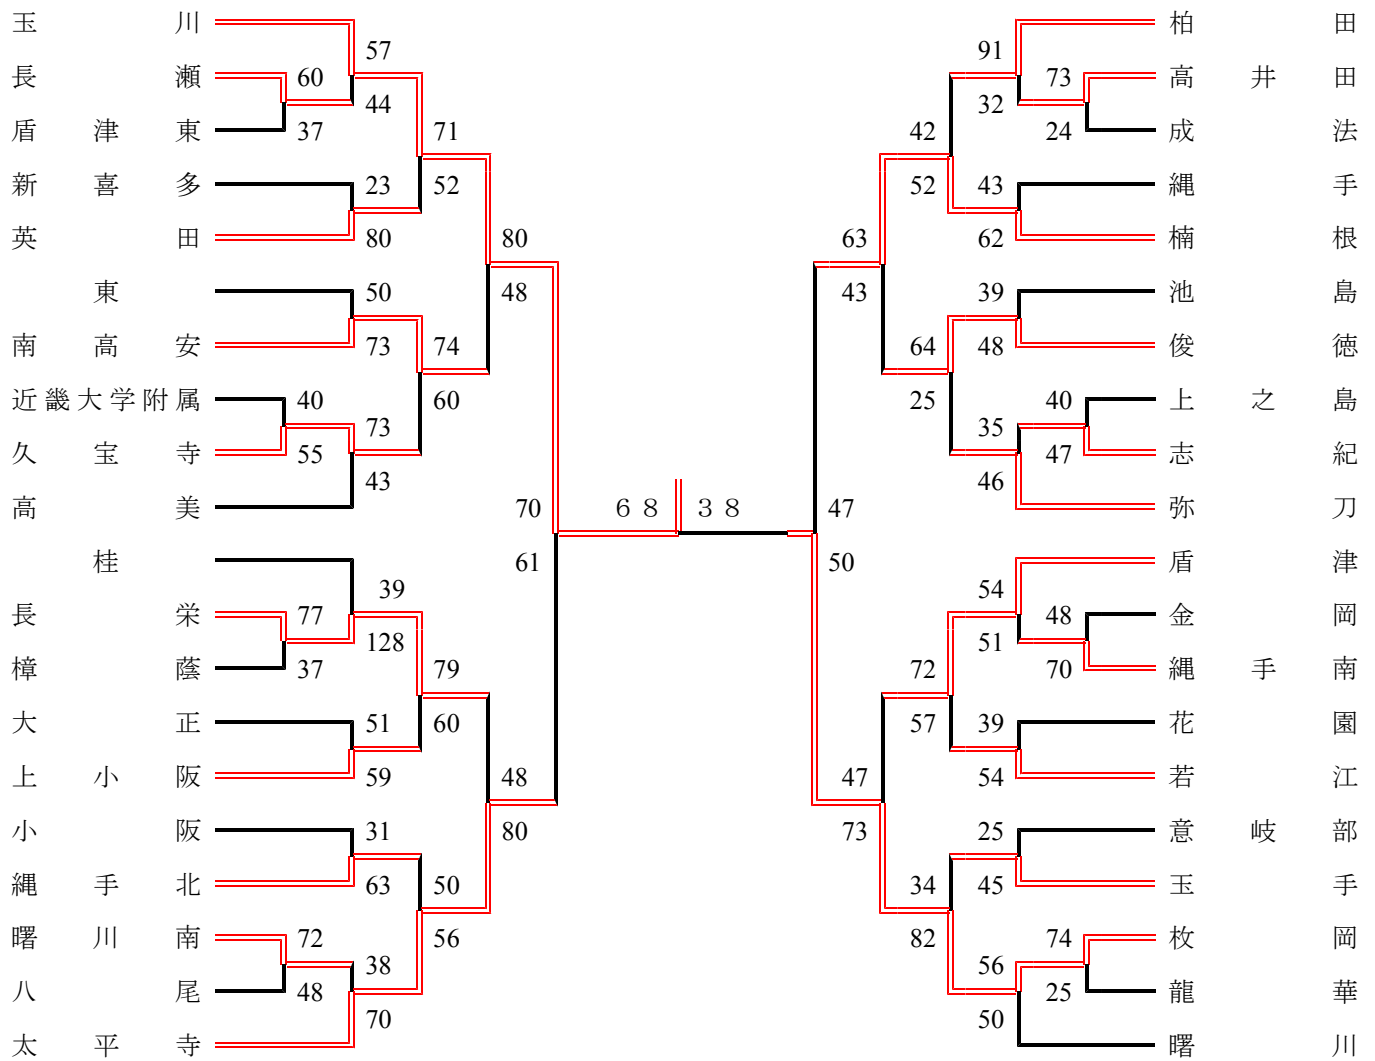 玉川
57
柏田
91
長瀬
60
44
高井田
73
32
盾津東
37
71
成法
24
42
新喜多
23
52
縄手
43
52
英田
80
80
楠根
62
63
東
50
48
池島
39
43
南高安
73
74
俊徳
48
64
近畿大学附属
40
60
上之島
40
25
久宝寺
55
73
志紀
47
35
高美
43
弥刀
46
70
68
38
47
61
50
桂
39
盾津
54
長栄
77
128
金岡
48
51
樟蔭
37
79
縄手南
70
72
大正
51
60
花園
39
57
上小阪
59
48
若江
54
47
小阪
31
80
意岐部
25
73
縄手北
63
50
玉手
45
34
曙川南
72
56
枚岡
74
82
八尾
48
38
龍華
25
56
太平寺
70
曙川
50